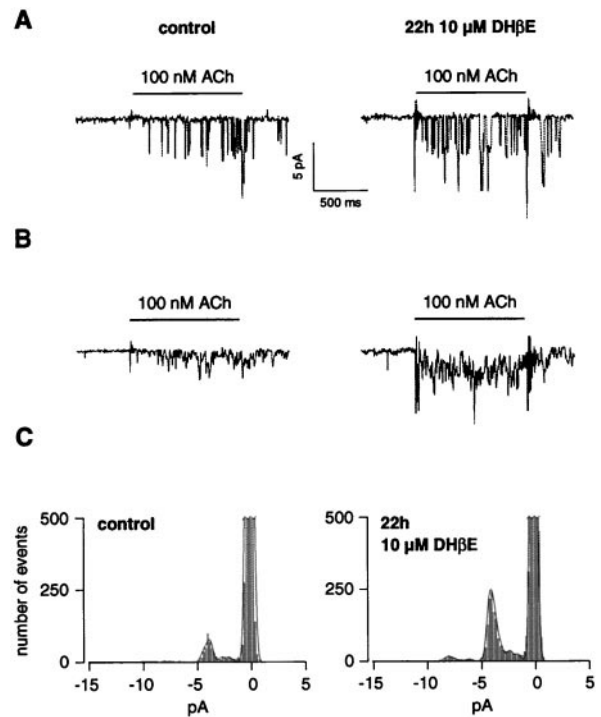 A
control
22h 10 µM DHβE
100 nM ACh
100 nM ACh
5 pA
500 ms
B
100 nM ACh
100 nM ACh
C
number of events
500
250
0
control
-15
-10
-5
0
5
pA
500
250
0
22h
10 µM DHβE
-15
-10
-5
0
5
pA